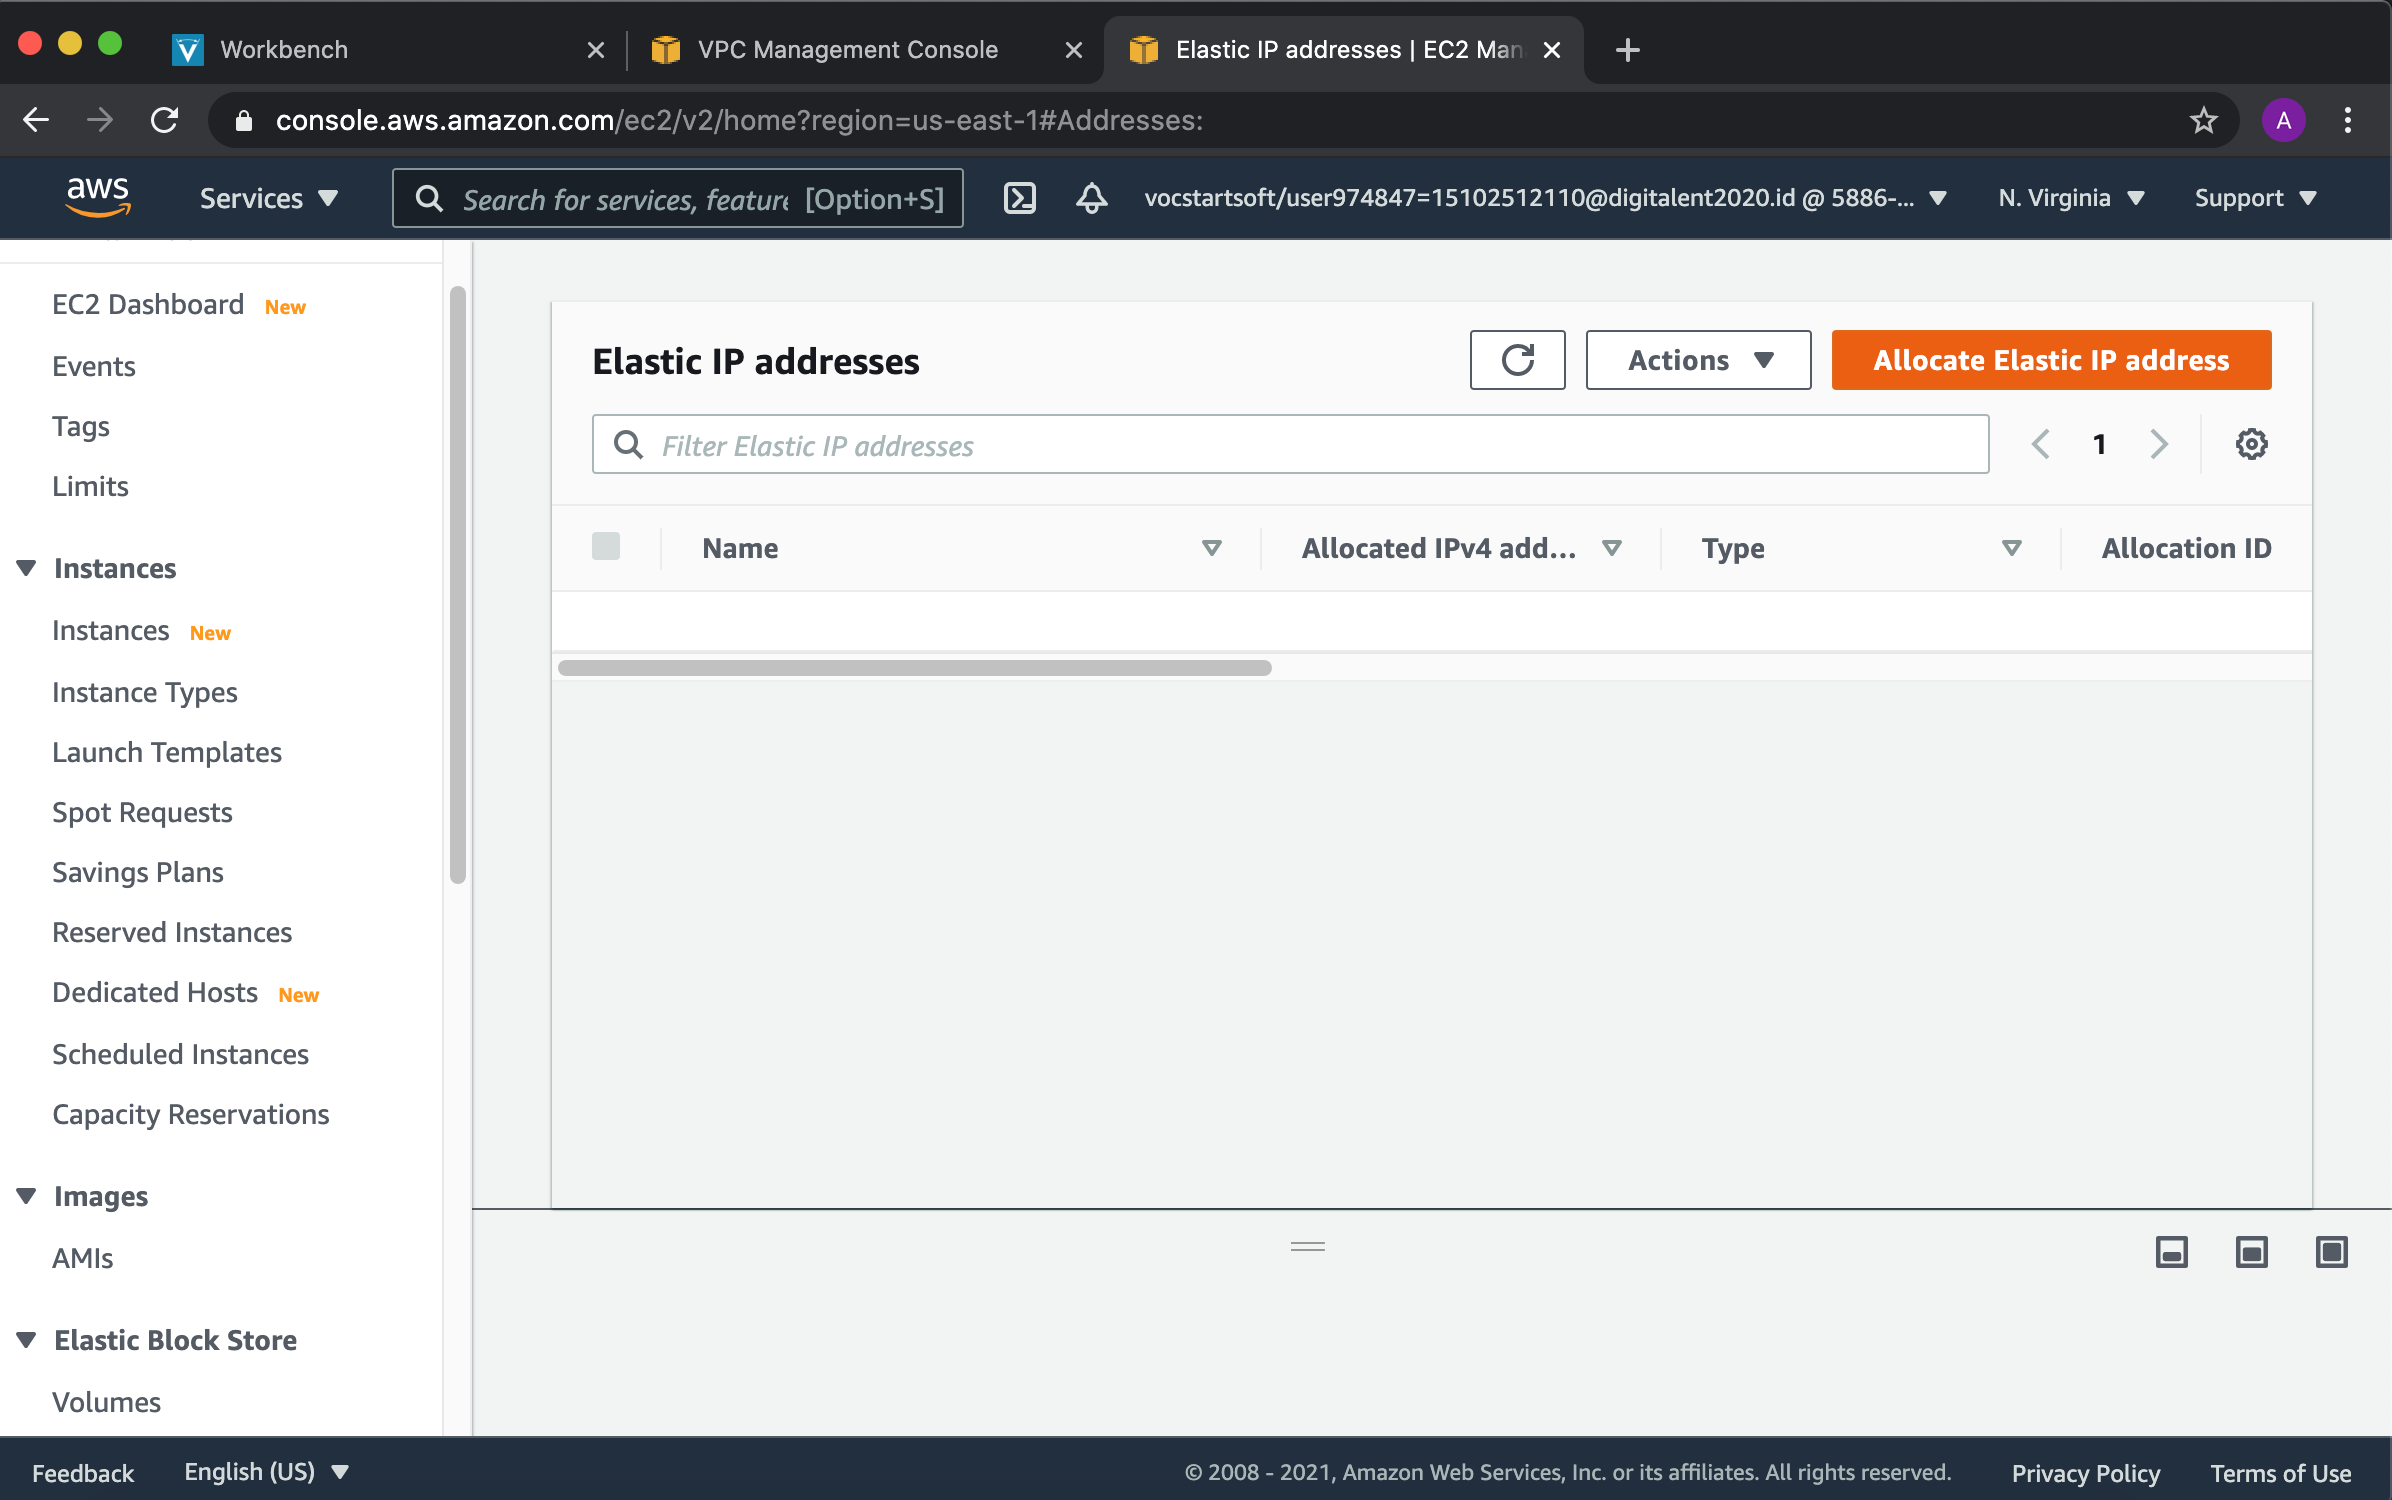 Workbench
VPC Management Console
Elastic IP addresses | EC2 Man
console.aws.amazon.com/ec2/v2/home?region=us-east-1#Addresses:
A
aws
Services
Search for services, feature [Option+S]
vocstartsoft/user974847=15102512110@digitalent2020.id @ 5886-...
N. Virginia
Support
EC2 Dashboard New
Events
Tags
Limits
Instances
Instances New
Instance Types
Launch Templates
Spot Requests
Savings Plans
Reserved Instances
Dedicated Hosts New
Scheduled Instances
Capacity Reservations
Images
AMIs
Elastic Block Store
Volumes
Elastic IP addresses
Actions
Allocate Elastic IP address
Filter Elastic IP addresses
1
Name
Allocated IPv4 add...
Type
Allocation ID
Feedback
English (US)
© 2008 - 2021, Amazon Web Services, Inc. or its affiliates. All rights reserved.
Privacy Policy
Terms of Use